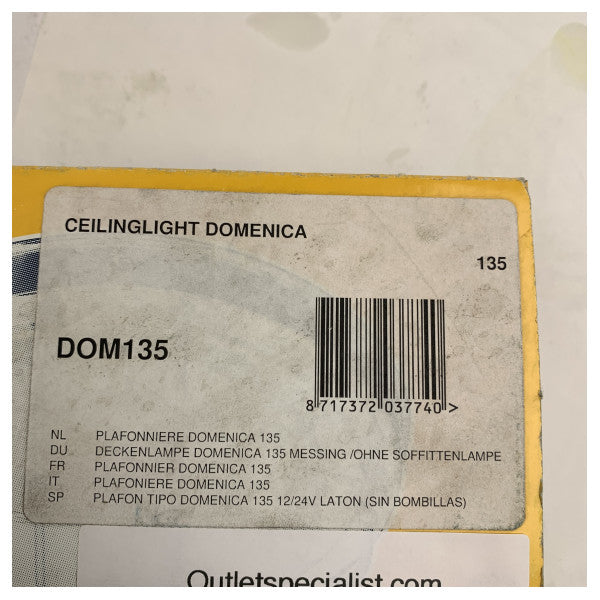 CEILINGLIGHT DOMENICA
135
DOM135
8 717372 037740 >
NL PLAFONNIERE DOMENICA 135
DU DECKENLAMPE DOMENICA 135 MESSING /OHNE SOFFITTENLAMPE
FR PLAFONNIER DOMENICA 135
IT PLAFONIERE DOMENICA 135
SP PLAFON TIPO DOMENICA 135 12/24V LATON (SIN BOMBILLAS)
Outletspecialist.com